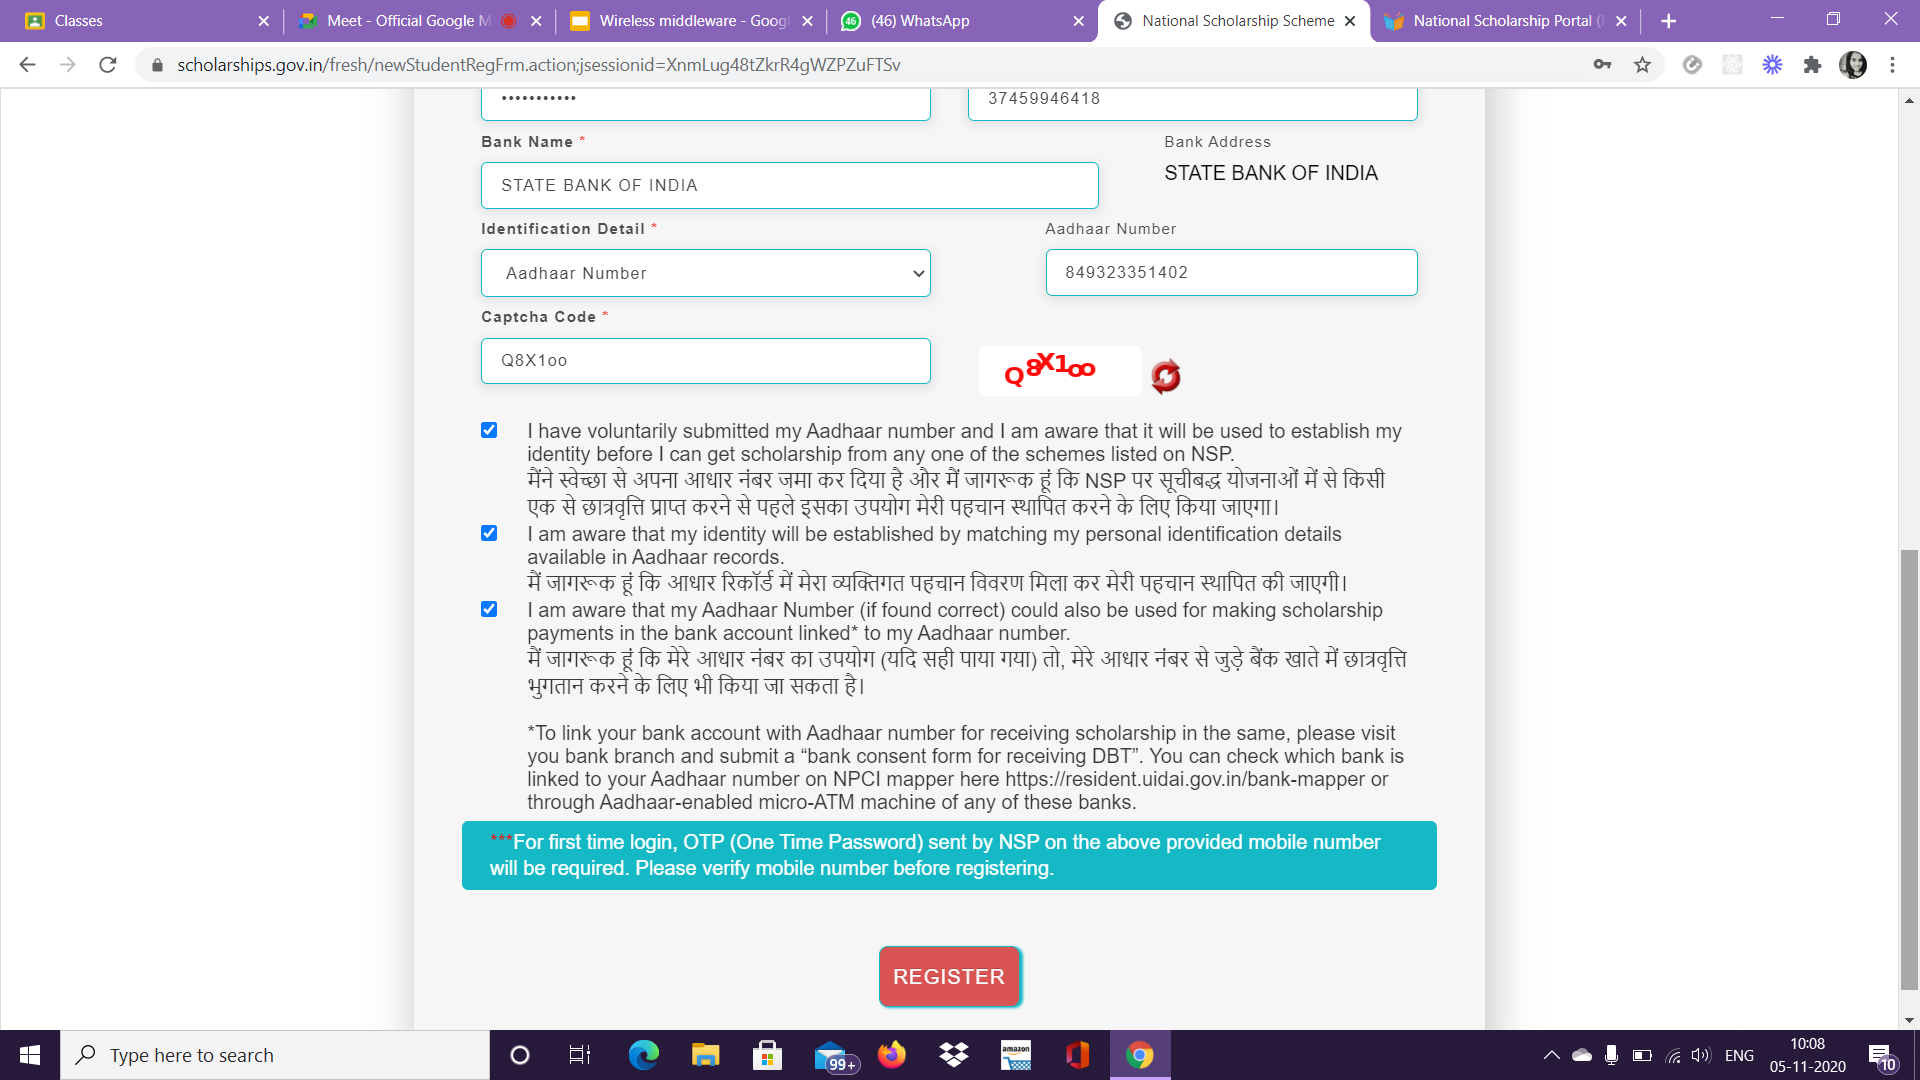 Classes
Meet - Official Google M
Wireless middleware - Goog
(46) WhatsApp
National Scholarship Scheme
National Scholarship Portal (
scholarships.gov.in/fresh/newStudentRegFrm.action;jsessionid=XnmLug48tZkrR4gWZPZuFTSv
••••••••••• 37459946418
Bank Name * Bank Address
STATE BANK OF INDIA STATE BANK OF INDIA
Identification Detail * Aadhaar Number
Aadhaar Number 849323351402
Captcha Code *
Q8X1oo Q8X1oo
I have voluntarily submitted my Aadhaar number and I am aware that it will be used to establish my
identity before I can get scholarship from any one of the schemes listed on NSP.
मैंने स्वेच्छा से अपना आधार नंबर जमा कर दिया है और मैं जागरूक हूं कि NSP पर सूचीबद्ध योजनाओं में से किसी
एक से छात्रवृत्ति प्राप्त करने से पहले इसका उपयोग मेरी पहचान स्थापित करने के लिए किया जाएगा।
I am aware that my identity will be established by matching my personal identification details
available in Aadhaar records.
मैं जागरूक हूं कि आधार रिकॉर्ड में मेरा व्यक्तिगत पहचान विवरण मिला कर मेरी पहचान स्थापित की जाएगी।
I am aware that my Aadhaar Number (if found correct) could also be used for making scholarship
payments in the bank account linked* to my Aadhaar number.
मैं जागरूक हूं कि मेरे आधार नंबर का उपयोग (यदि सही पाया गया) तो, मेरे आधार नंबर से जुड़े बैंक खाते में छात्रवृत्ति
भुगतान करने के लिए भी किया जा सकता है।
*To link your bank account with Aadhaar number for receiving scholarship in the same, please visit
you bank branch and submit a “bank consent form for receiving DBT”. You can check which bank is
linked to your Aadhaar number on NPCI mapper here https://resident.uidai.gov.in/bank-mapper or
through Aadhaar-enabled micro-ATM machine of any of these banks.
***For first time login, OTP (One Time Password) sent by NSP on the above provided mobile number
will be required. Please verify mobile number before registering.
REGISTER
Type here to search
99+
amazon
ENG
10:08
05-11-2020
10